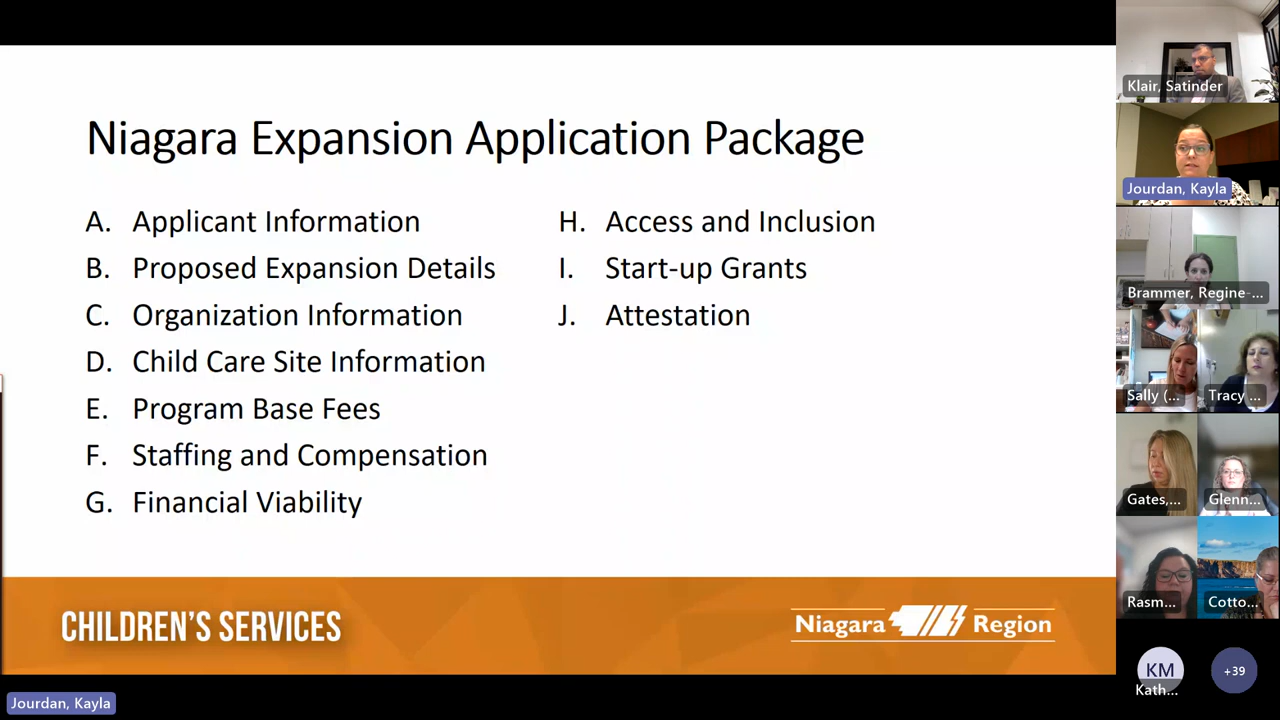 Niagara Expansion Application Package
A. Applicant Information
B. Proposed Expansion Details
C. Organization Information
D. Child Care Site Information
E. Program Base Fees
F. Staffing and Compensation
G. Financial Viability
H. Access and Inclusion
I. Start-up Grants
J. Attestation
CHILDREN'S SERVICES
Niagara Region
Jourdan, Kayla
Klair, Satinder
Jourdan, Kayla
Brammer, Regine-...
Sally (...
Tracy ...
Gates,...
Glenn...
Rasm...
Cotto...
KM
Kath...
+39